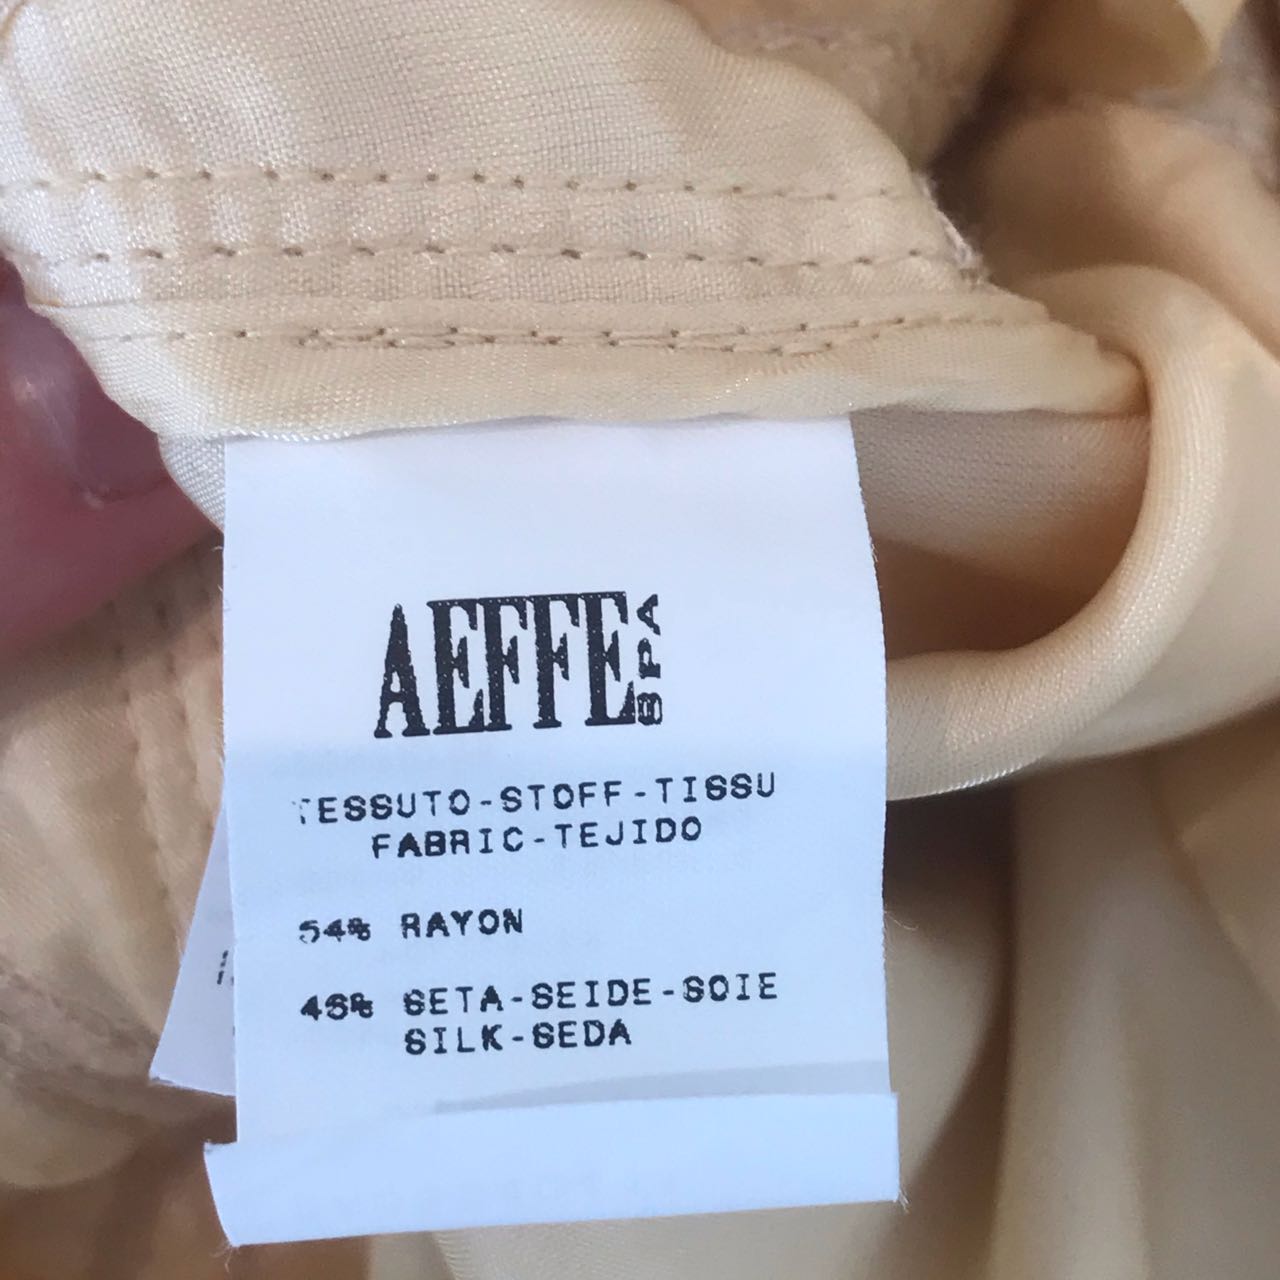 AEFFE SPA
TESSUTO-STOFF-TISSU
FABRIC-TEJIDO
54% RAYON
46% SETA-SEIDE-SOIE
SILK-SEDA